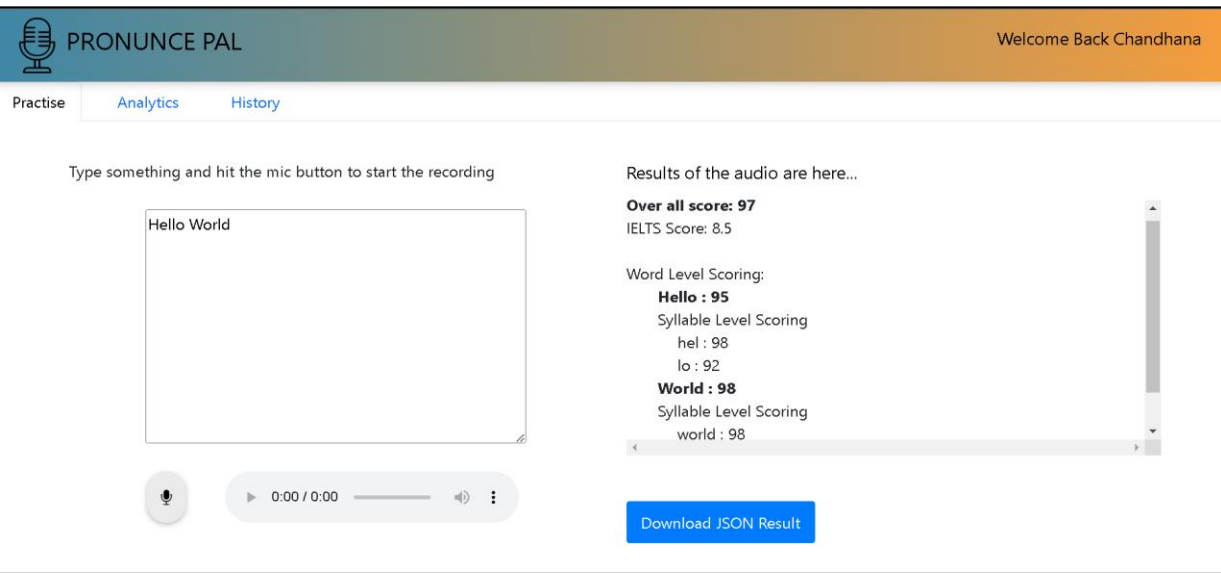 PRONUNCE PAL
Welcome Back Chandhana
Practise Analytics History
Type something and hit the mic button to start the recording
Hello World
0:00 / 0:00
Results of the audio are here...
Over all score: 97
IELTS Score: 8.5
Word Level Scoring:
Hello : 95
Syllable Level Scoring
hel : 98
lo : 92
World : 98
Syllable Level Scoring
world : 98
Download JSON Result